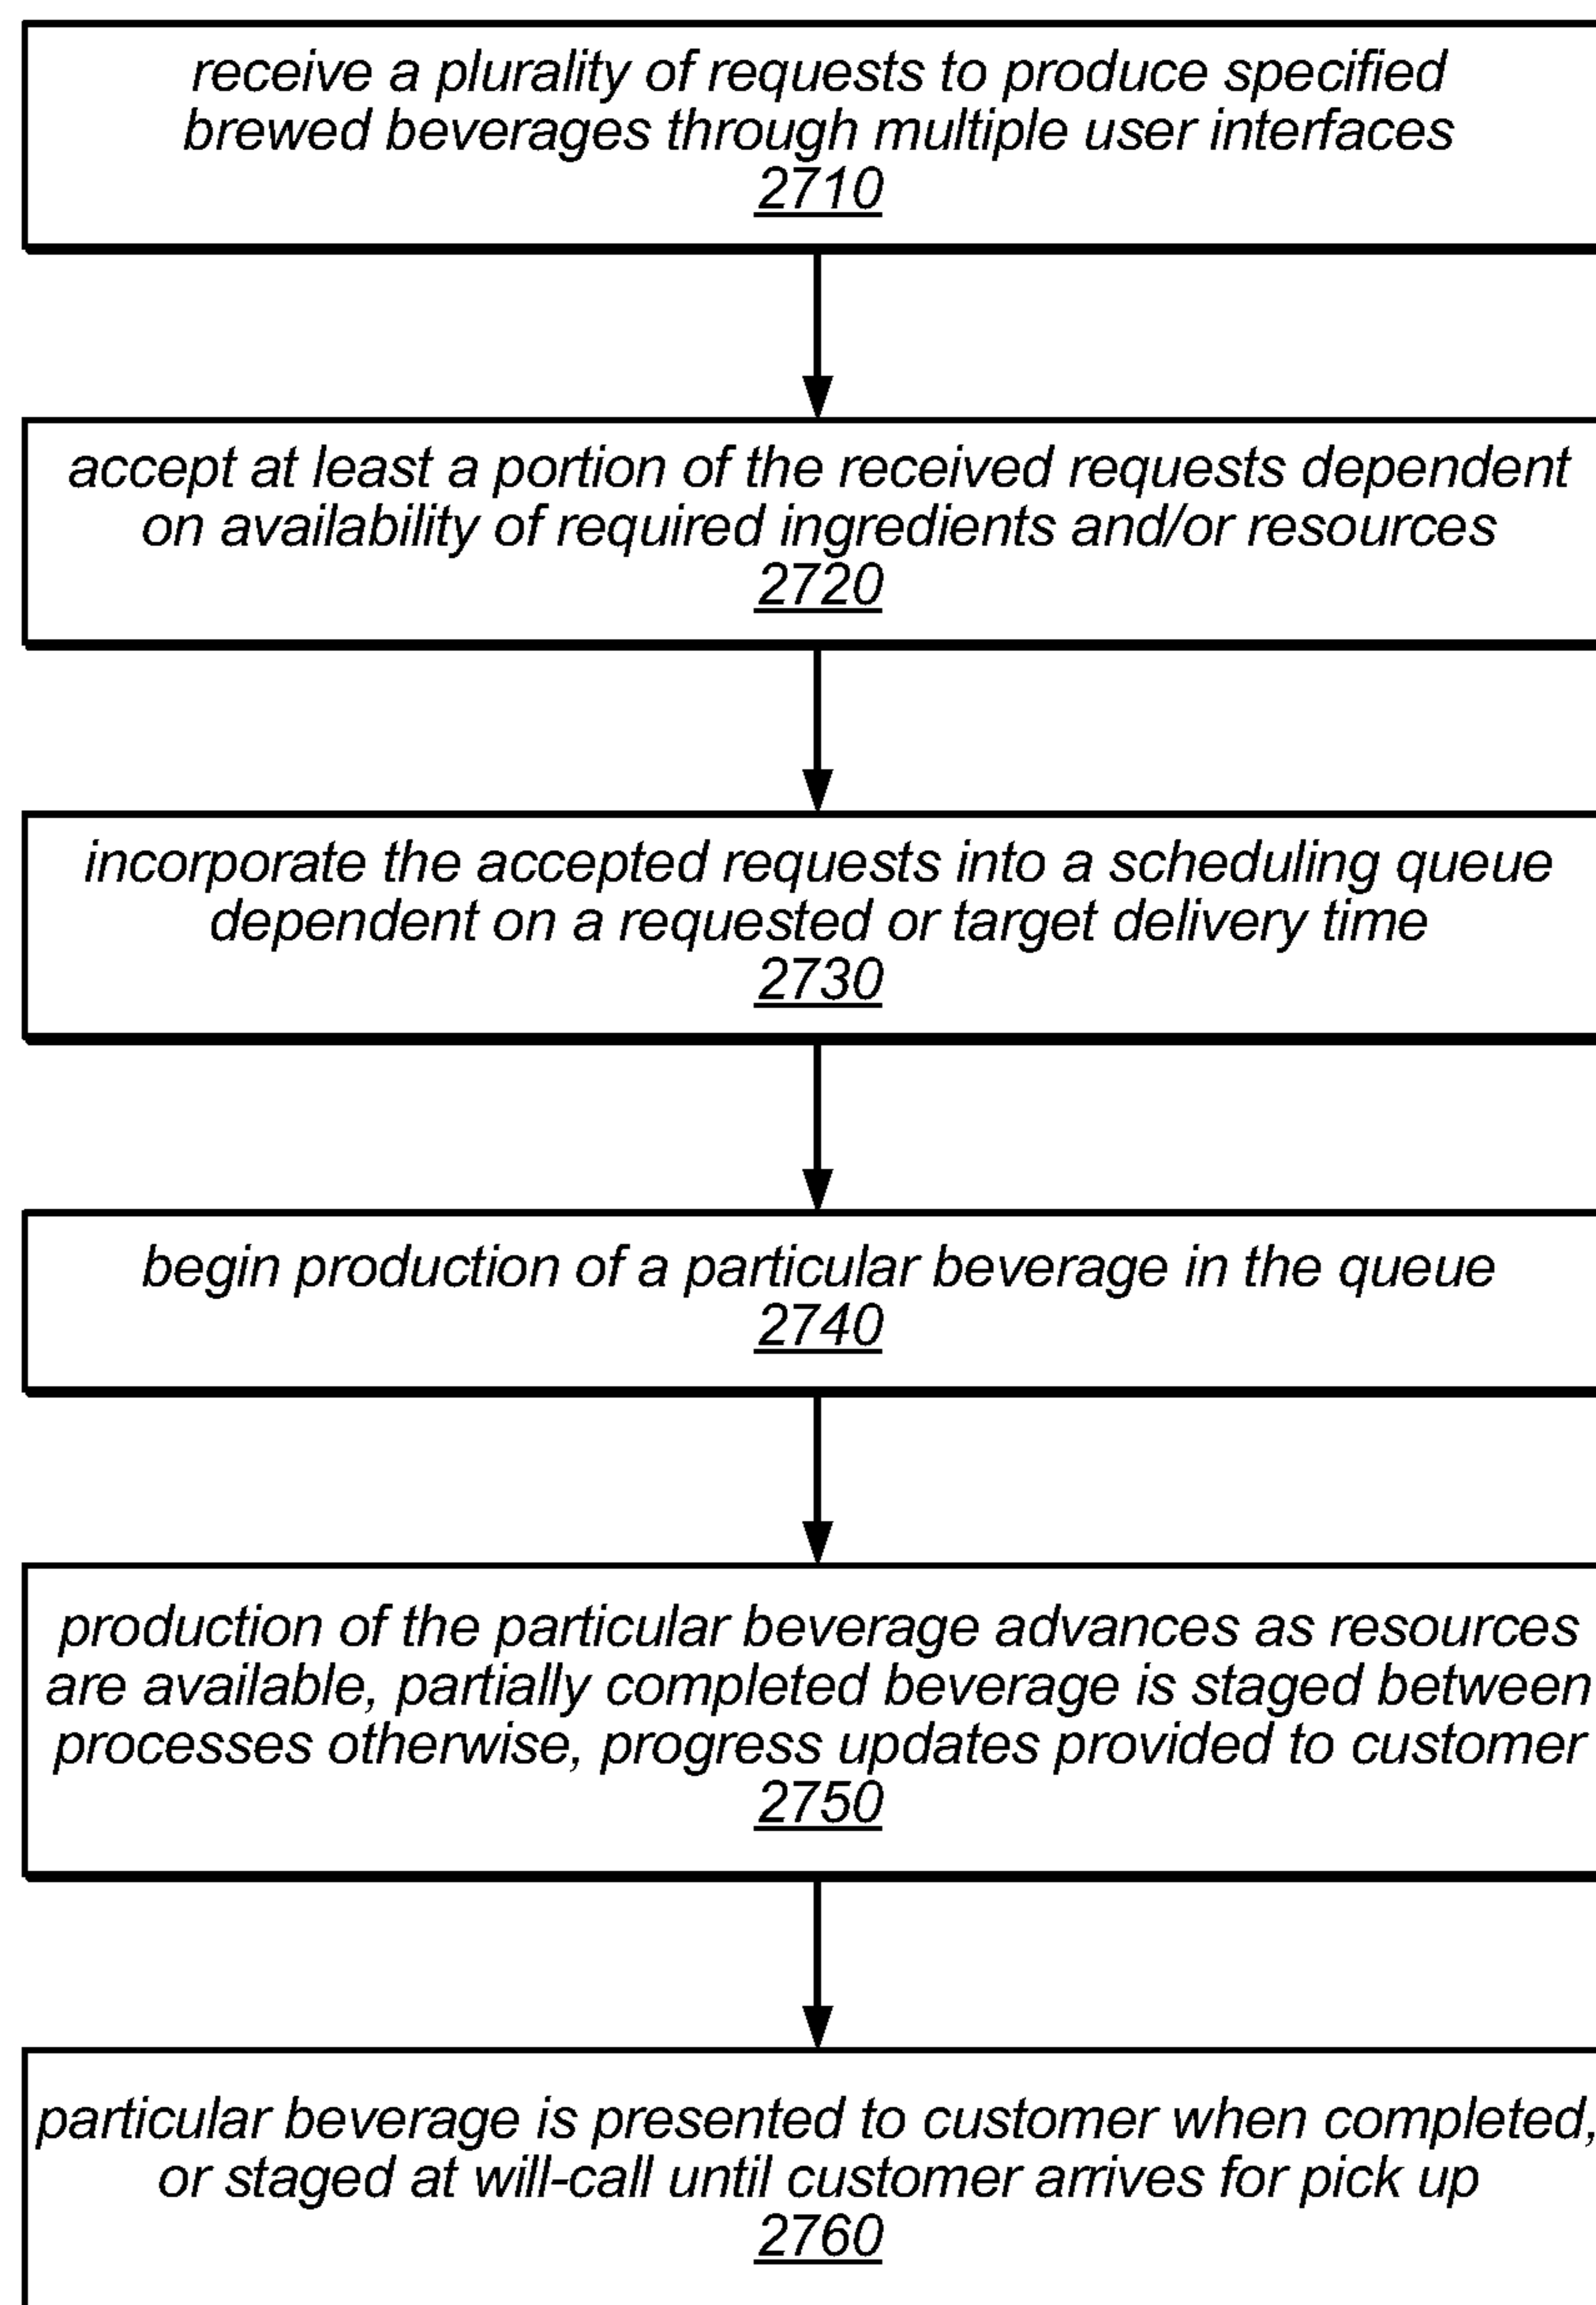 receive a plurality of requests to produce specified
brewed beverages through multiple user interfaces
2710
accept at least a portion of the received requests dependent
on availability of required ingredients and/or resources
2720
incorporate the accepted requests into a scheduling queue
dependent on a requested or target delivery time
2730
begin production of a particular beverage in the queue
2740
production of the particular beverage advances as resources
are available, partially completed beverage is staged between
processes otherwise, progress updates provided to customer
2750
particular beverage is presented to customer when completed,
or staged at will-call until customer arrives for pick up
2760